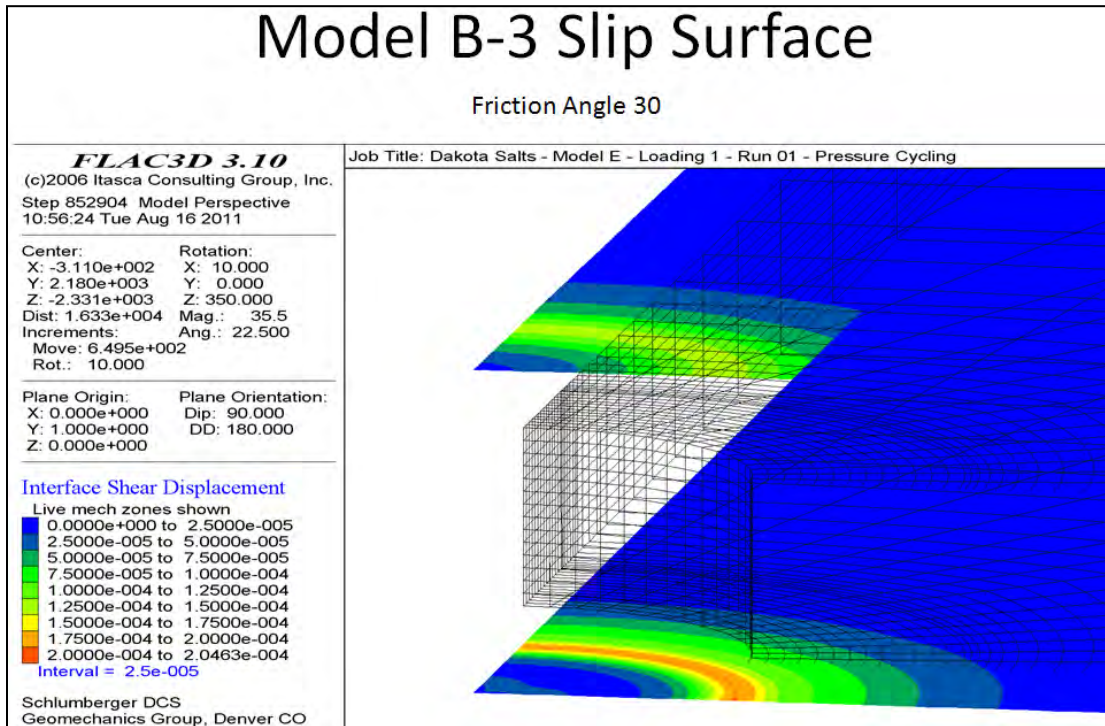 Model B-3 Slip Surface
Friction Angle 30
FLAC3D 3.10
(c)2006 Itasca Consulting Group, Inc.
Step 852904  Model Perspective
10:56:24 Tue Aug 16 2011
Center: Rotation:
X: -3.110e+002 X: 10.000
Y: 2.180e+003 Y: 0.000
Z: -2.331e+003 Z: 350.000
Dist: 1.633e+004 Mag.: 35.5
Increments: Ang.: 22.500
Move: 6.495e+002
Rot.: 10.000
Plane Origin: Plane Orientation:
X: 0.000e+000 Dip: 90.000
Y: 1.000e+000 DD: 180.000
Z: 0.000e+000
Interface Shear Displacement
Live mech zones shown
0.0000e+000 to 2.5000e-005
2.5000e-005 to 5.0000e-005
5.0000e-005 to 7.5000e-005
7.5000e-005 to 1.0000e-004
1.0000e-004 to 1.2500e-004
1.2500e-004 to 1.5000e-004
1.5000e-004 to 1.7500e-004
1.7500e-004 to 2.0000e-004
2.0000e-004 to 2.0463e-004
Interval = 2.5e-005
Schlumberger DCS
Geomechanics Group, Denver CO
Job Title: Dakota Salts - Model E - Loading 1 - Run 01 - Pressure Cycling